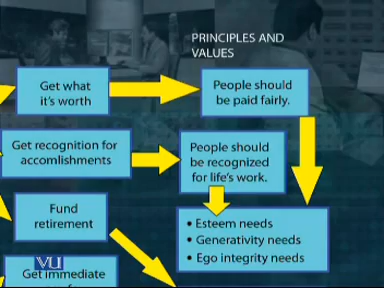 PRINCIPLES AND
VALUES
Get what
it's worth
People should
be paid fairly.
Get recognition for
accomlishments
People should
be recognized
for life's work.
Fund
retirement
• Esteem needs
• Generativity needs
• Ego integrity needs
VU
Get immediate